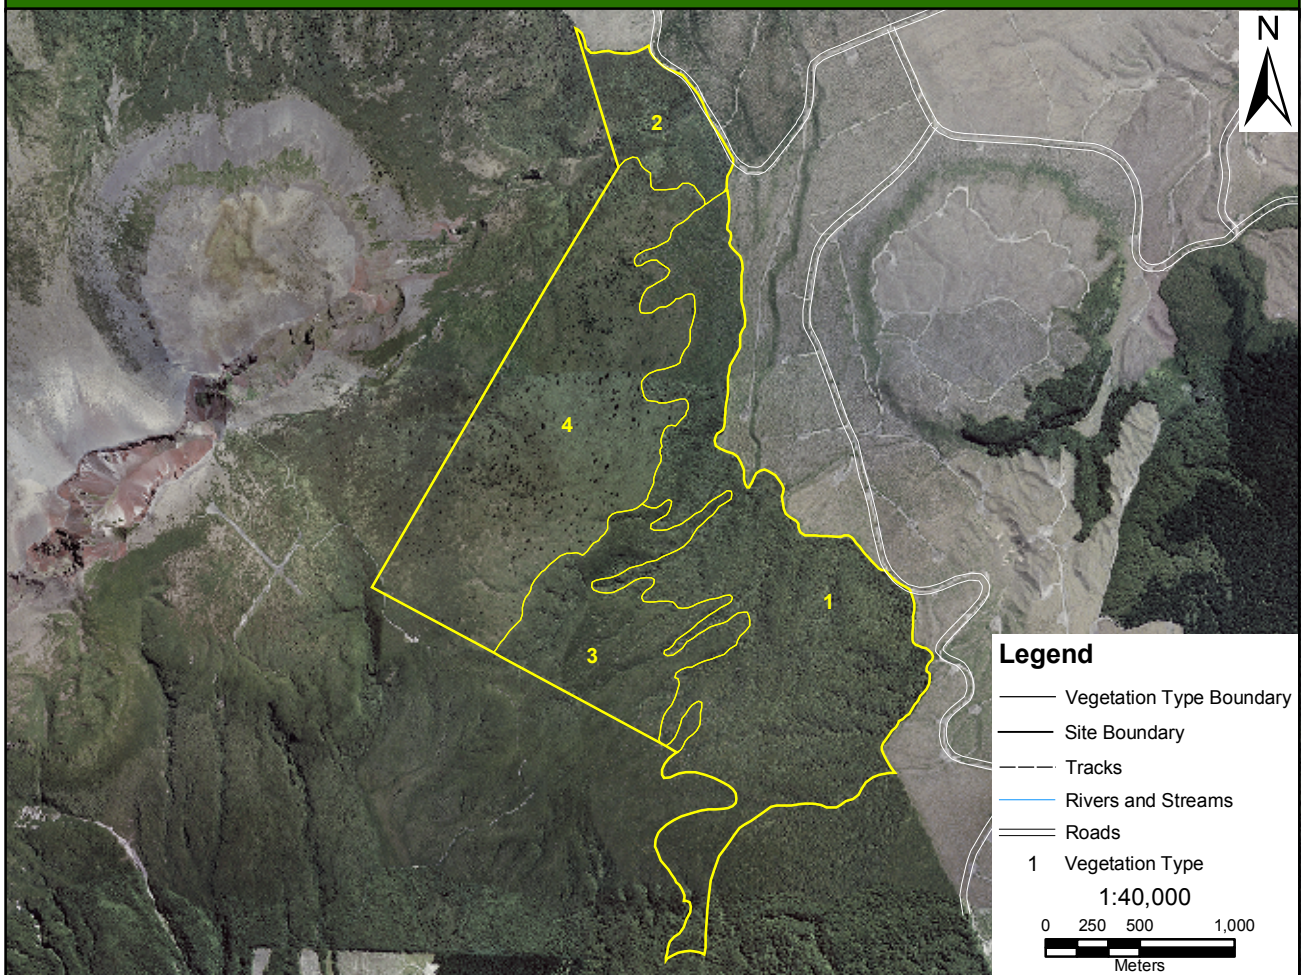 N
2
4
1
3
Legend
Vegetation Type Boundary
Site Boundary
Tracks
Rivers and Streams
Roads
1 Vegetation Type
1:40,000
0 250 500 1,000
Meters